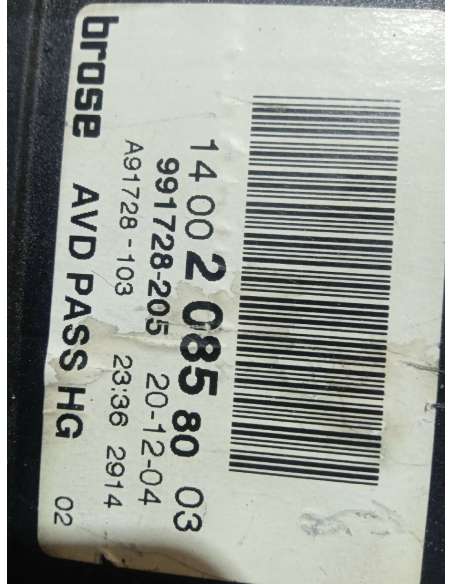 14 00 2 085 80 03
991728-205 20-12-04
A91728-103 23:36 2914
brose AVD PASS HG 02